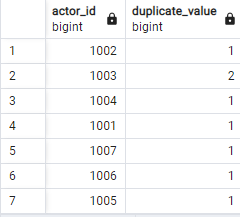 actor_id duplicate_value
bigint bigint
1 1002 1
2 1003 2
3 1004 1
4 1001 1
5 1007 1
6 1006 1
7 1005 1